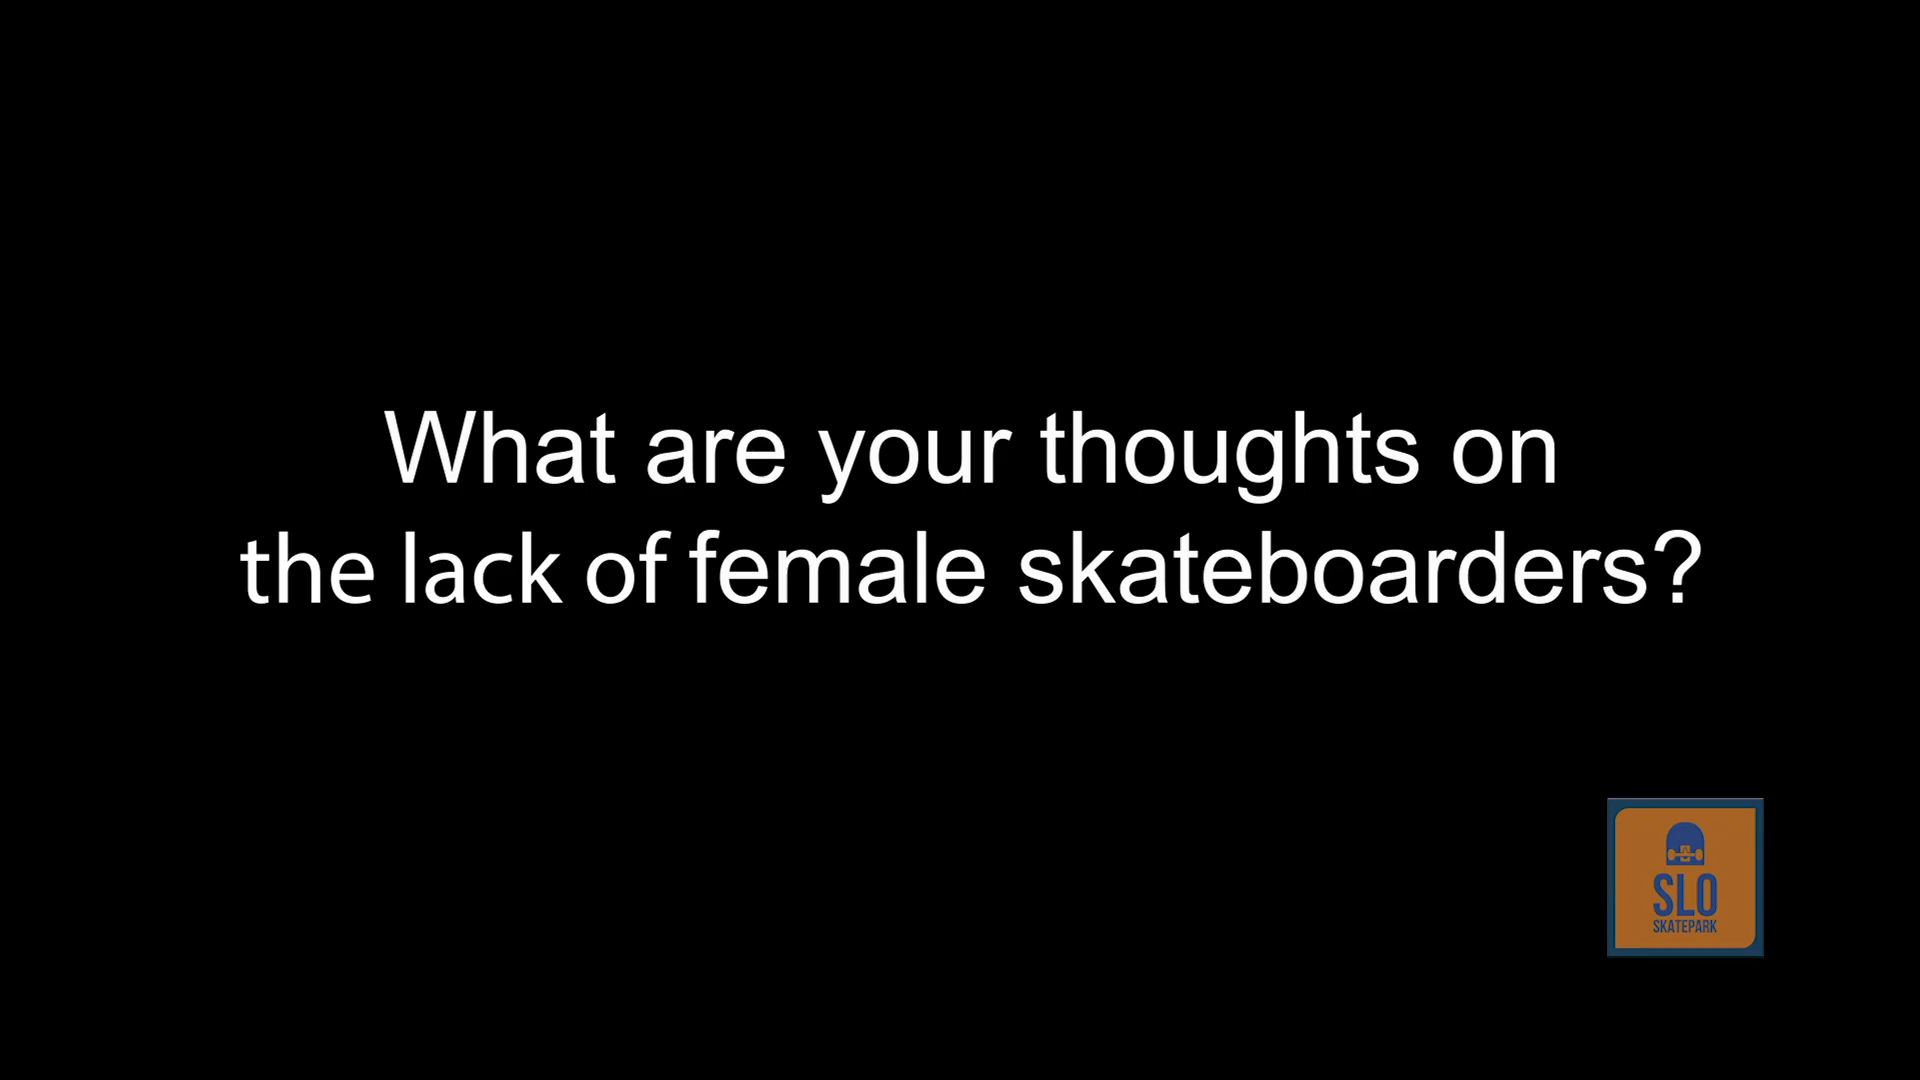 What are your thoughts on
the lack of female skateboarders?
SLO
SKATEPARK